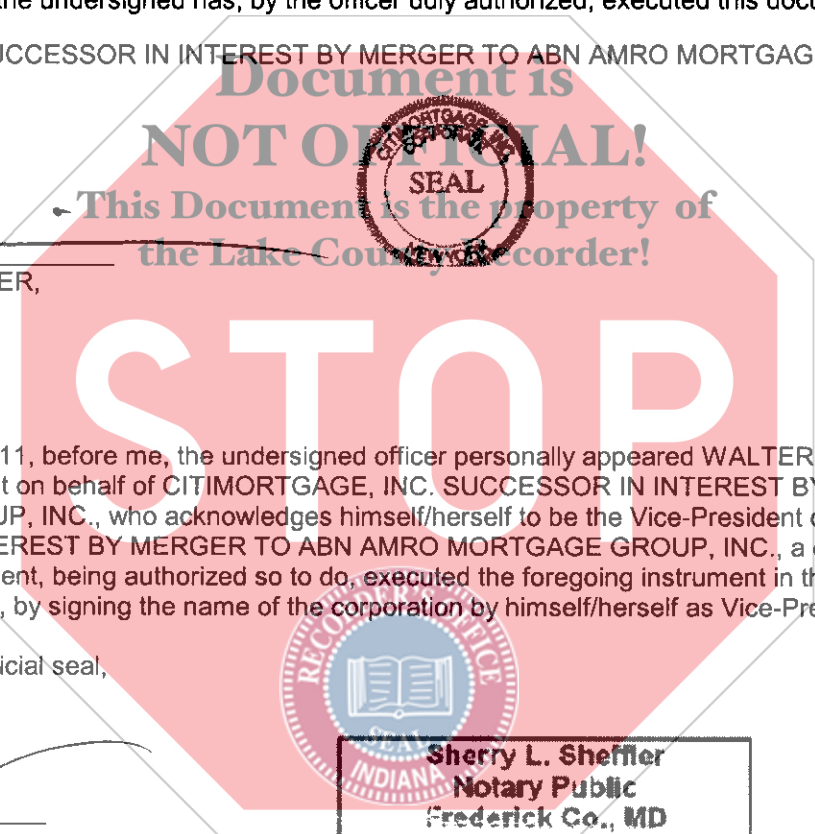 the undersigned has, by the officer duly authorized, executed this docu
UCCESSOR IN INTEREST BY MERGER TO ABN AMRO MORTGAG
Document is
NOT OFFICIAL!
This Document is the property of
the Lake County Recorder!
CITIMORTGAGE, INC.
SEAL
NEW YORK
ER,
STOP
11, before me, the undersigned officer personally appeared WALTER
t on behalf of CITIMORTGAGE, INC. SUCCESSOR IN INTEREST BY
UP, INC., who acknowledges himself/herself to be the Vice-President o
EREST BY MERGER TO ABN AMRO MORTGAGE GROUP, INC., a
ent, being authorized so to do, executed the foregoing instrument in th
, by signing the name of the corporation by himself/herself as Vice-Pre
icial seal,
RECORDER'S OFFICE
SEAL
INDIANA
Sherry L. Sheffler
Notary Public
Frederick Co., MD